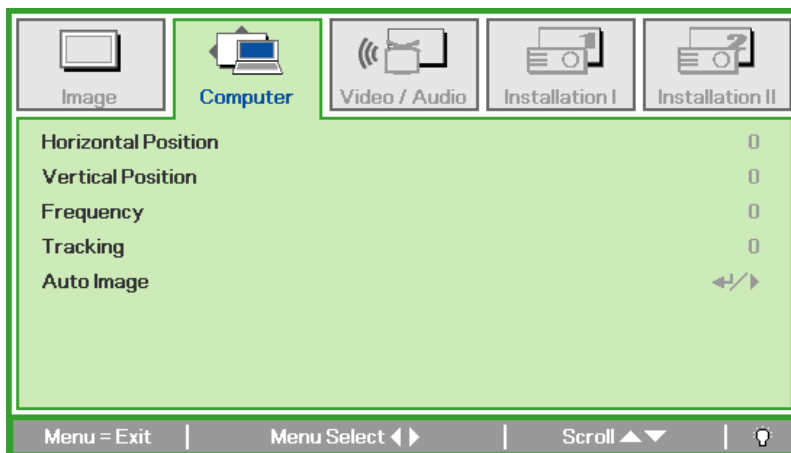 Image Computer Video / Audio Installation I Installation II
Horizontal Position 0
Vertical Position 0
Frequency 0
Tracking 0
Auto Image
Menu = Exit Menu Select Scroll